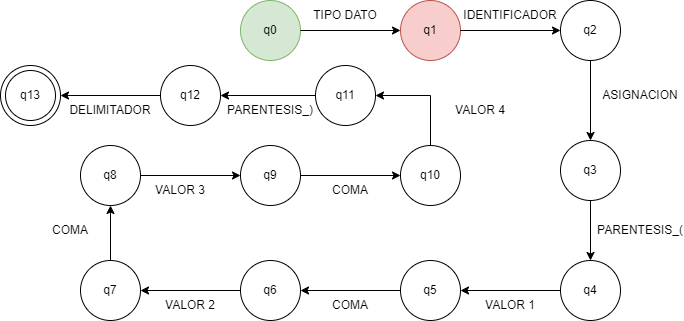 q0
TIPO DATO
q1
IDENTIFICADOR
q2
ASIGNACION
q3
PARENTESIS_(
q4
VALOR 1
q5
COMA
q6
VALOR 2
q7
COMA
q8
VALOR 3
q9
COMA
q10
VALOR 4
q11
PARENTESIS_)
q12
DELIMITADOR
q13